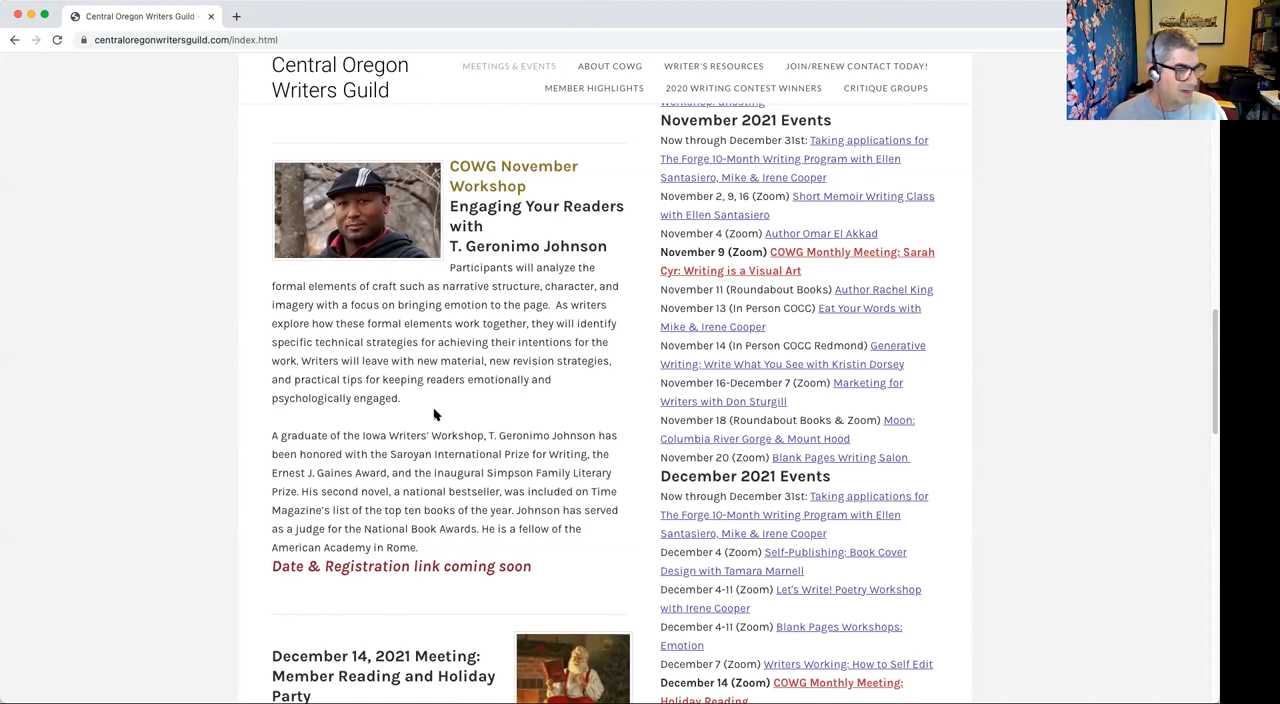 Central Oregon Writers Guild -
centraloregonwritersguild.com/index.html
Central Oregon
Writers Guild
MEETINGS & EVENTS
ABOUT COWG
WRITER'S RESOURCES
JOIN/RENEW CONTACT TODAY!
MEMBER HIGHLIGHTS
2020 WRITING CONTEST WINNERS
CRITIQUE GROUPS
COWG November
Workshop
Engaging Your Readers
with
T. Geronimo Johnson
Participants will analyze the
formal elements of craft such as narrative structure, character, and
imagery with a focus on bringing emotion to the page. As writers
explore how these formal elements work together, they will identify
specific technical strategies for achieving their intentions for the
work. Writers will leave with new material, new revision strategies,
and practical tips for keeping readers emotionally and
psychologically engaged.
A graduate of the Iowa Writers' Workshop, T. Geronimo Johnson has
been honored with the Saroyan International Prize for Writing, the
Ernest J. Gaines Award, and the inaugural Simpson Family Literary
Prize. His second novel, a national bestseller, was included on Time
Magazine's list of the top ten books of the year. Johnson has served
as a judge for the National Book Awards. He is a fellow of the
American Academy in Rome.
Date & Registration link coming soon
December 14, 2021 Meeting:
Member Reading and Holiday
Party
Workshop: Ghosting
November 2021 Events
Now through December 31st: Taking applications for
The Forge 10-Month Writing Program with Ellen
Santasiero, Mike & Irene Cooper
November 2, 9, 16 (Zoom) Short Memoir Writing Class
with Ellen Santasiero
November 4 (Zoom) Author Omar El Akkad
November 9 (Zoom) COWG Monthly Meeting: Sarah
Cyr: Writing is a Visual Art
November 11 (Roundabout Books) Author Rachel King
November 13 (In Person COCC) Eat Your Words with
Mike & Irene Cooper
November 14 (In Person COCC Redmond) Generative
Writing: Write What You See with Kristin Dorsey
November 16-December 7 (Zoom) Marketing for
Writers with Don Sturgill
November 18 (Roundabout Books & Zoom) Moon:
Columbia River Gorge & Mount Hood
November 20 (Zoom) Blank Pages Writing Salon
December 2021 Events
Now through December 31st: Taking applications for
The Forge 10-Month Writing Program with Ellen
Santasiero, Mike & Irene Cooper
December 4 (Zoom) Self-Publishing: Book Cover
Design with Tamara Marnell
December 4-11 (Zoom) Let's Write! Poetry Workshop
with Irene Cooper
December 4-11 (Zoom) Blank Pages Workshops:
Emotion
December 7 (Zoom) Writers Working: How to Self Edit
December 14 (Zoom) COWG Monthly Meeting:
Holiday Reading